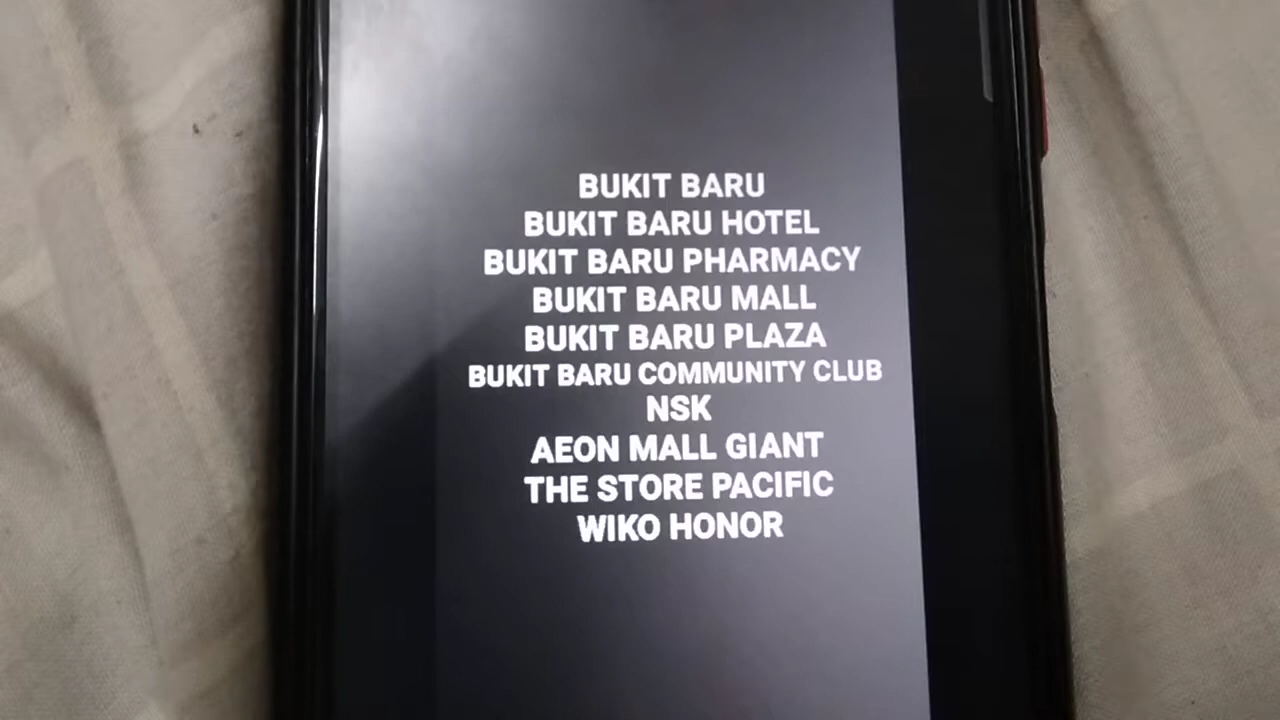 BUKIT BARU
BUKIT BARU HOTEL
BUKIT BARU PHARMACY
BUKIT BARU MALL
BUKIT BARU PLAZA
BUKIT BARU COMMUNITY CLUB
NSK
AEON MALL GIANT
THE STORE PACIFIC
WIKO HONOR